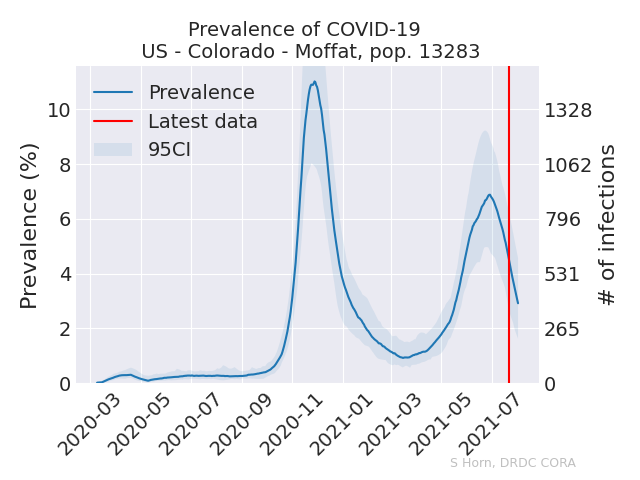 Prevalence of COVID-19
US - Colorado - Moffat, pop. 13283
Prevalence
Latest data
95CI
Prevalence (%)
10
8
6
4
2
0
1328
1062
796
531
265
0
# of infections
2020-03
2020-05
2020-07
2020-09
2020-11
2021-01
2021-03
2021-05
2021-07
S Horn, DRDC CORA